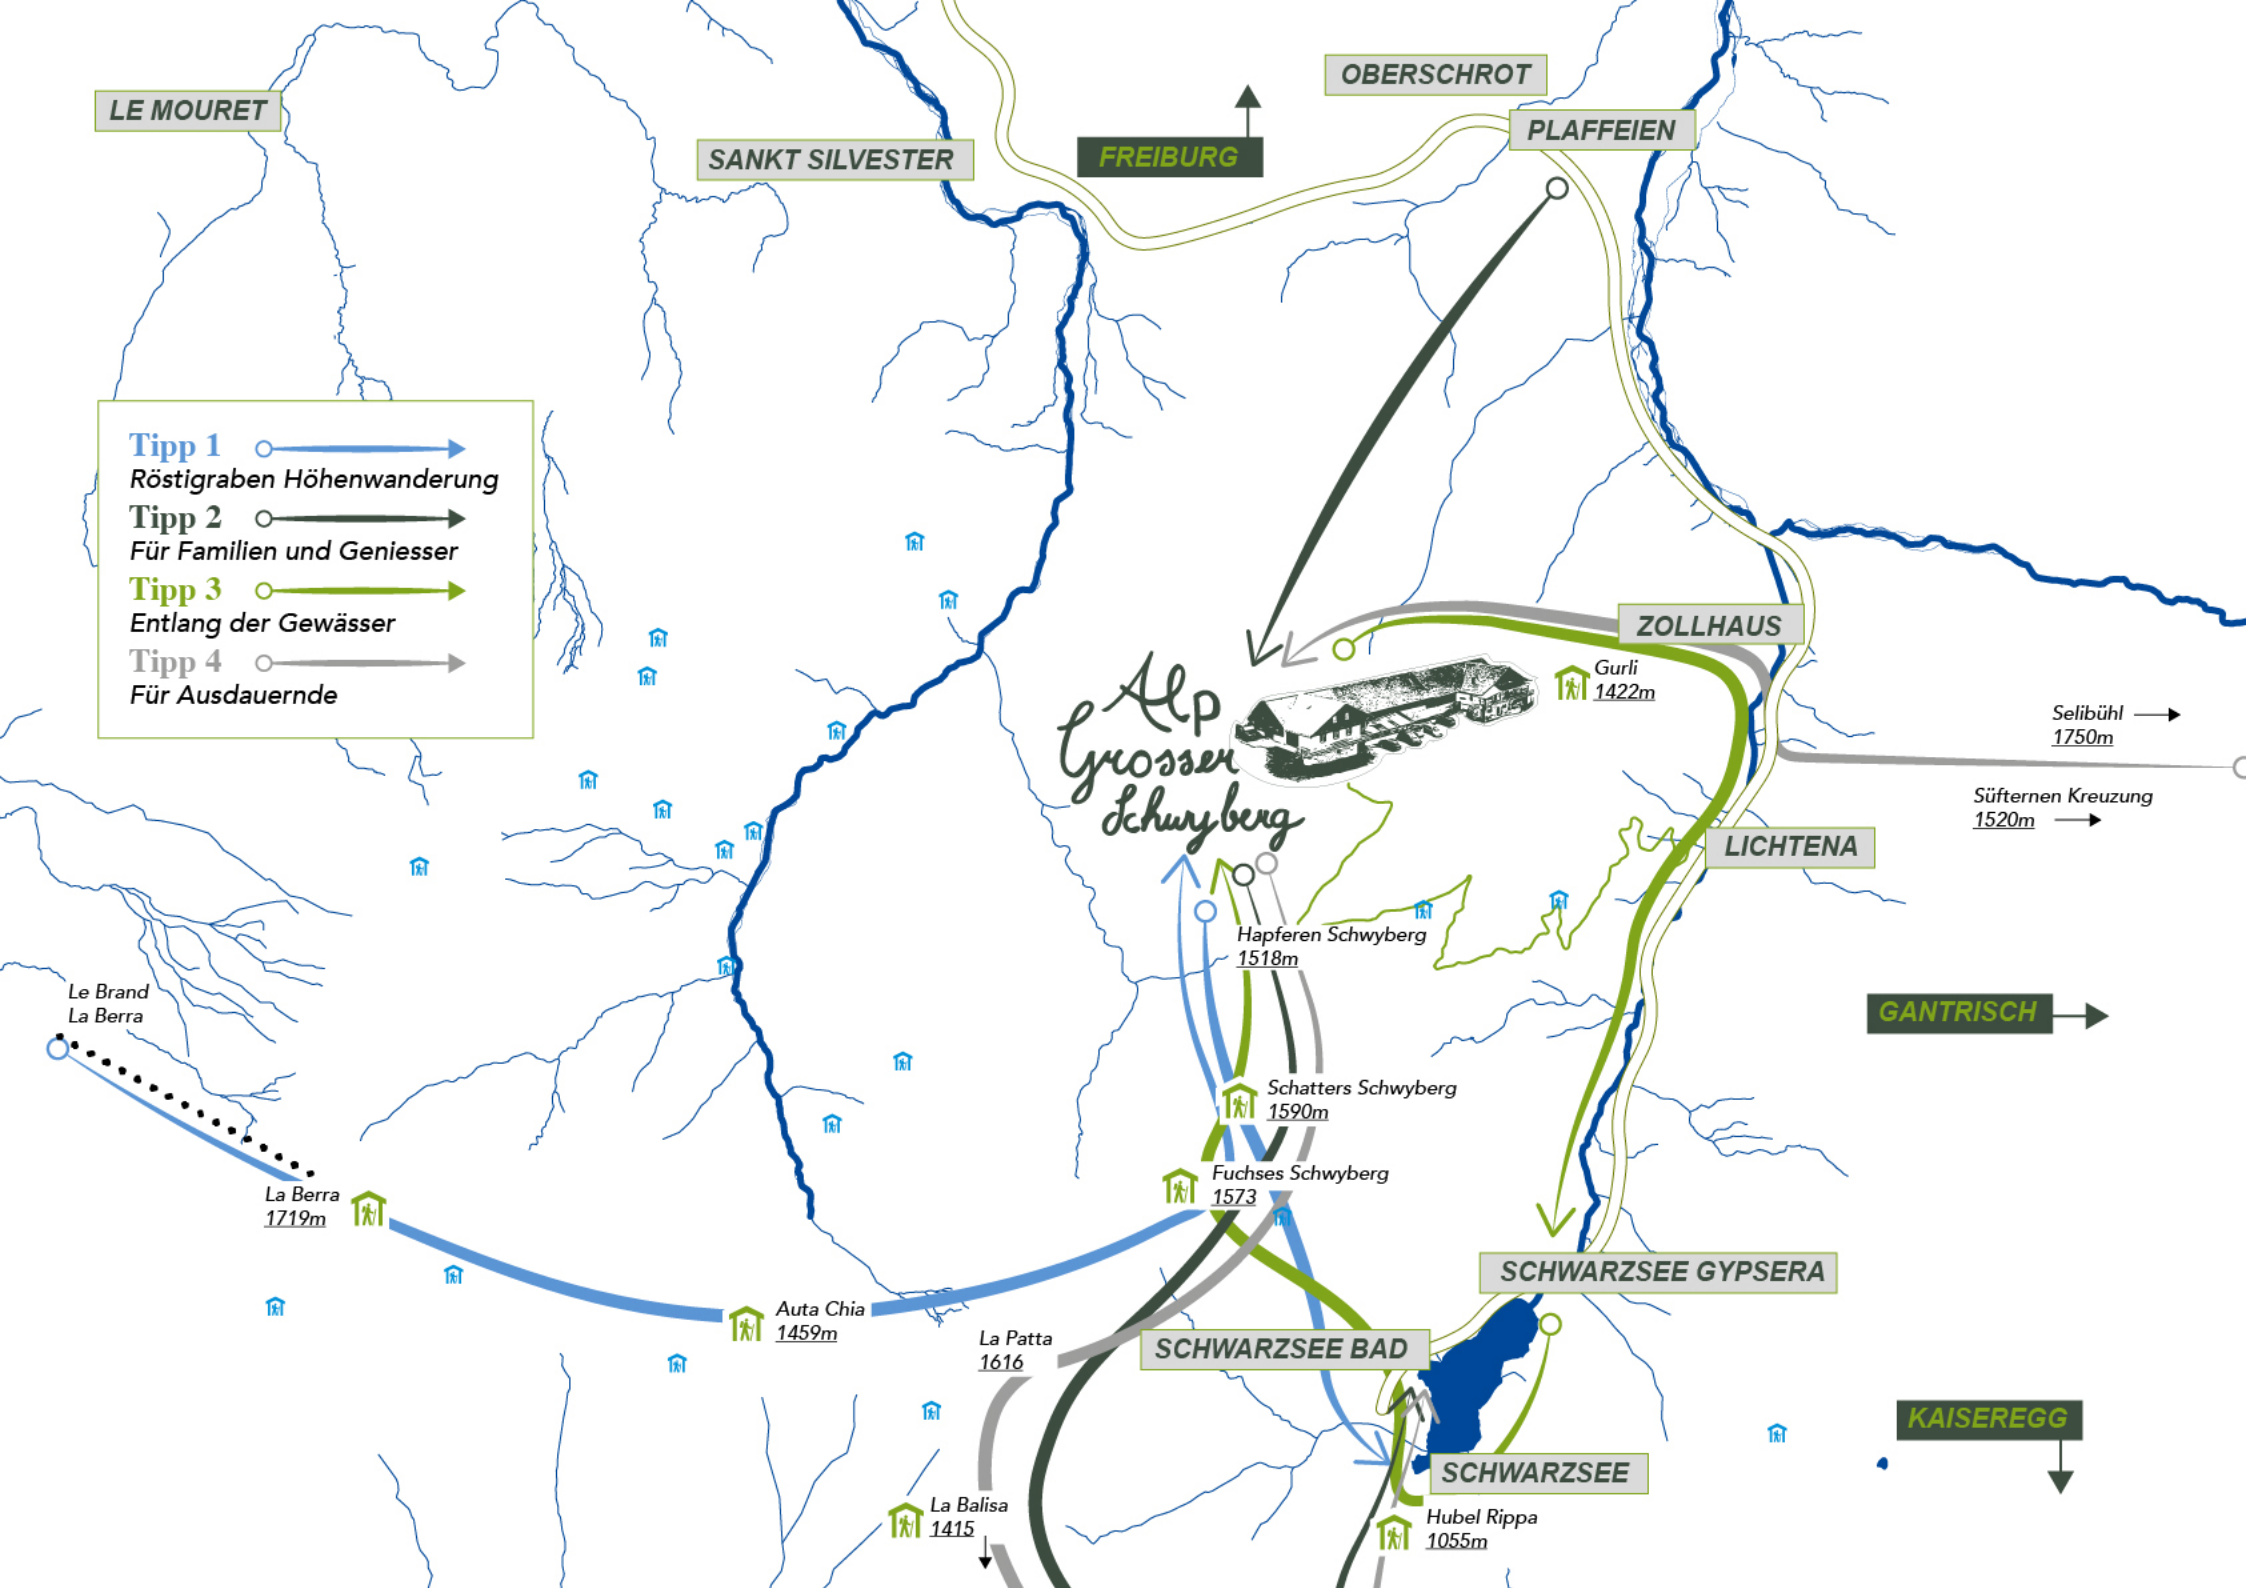 OBERSCHROT
LE MOURET
PLAFFEIEN
SANKT SILVESTER
FREIBURG
Tipp 1
Röstigraben Höhenwanderung
Tipp 2
Für Familien und Geniesser
Tipp 3
Entlang der Gewässer
Tipp 4
Für Ausdauernde
ZOLLHAUS
Gurli
1422m
Alp
Grosser
Schwyberg
Selibühl
1750m
Süfternen Kreuzung
1520m
LICHTENA
Hapferen Schwyberg
1518m
Le Brand
La Berra
GANTRISCH
Schatters Schwyberg
1590m
Fuchses Schwyberg
1573
La Berra
1719m
SCHWARZSEE GYPSERA
Auta Chia
1459m
La Patta
1616
SCHWARZSEE BAD
KAISEREGG
SCHWARZSEE
La Balisa
1415
Hubel Rippa
1055m